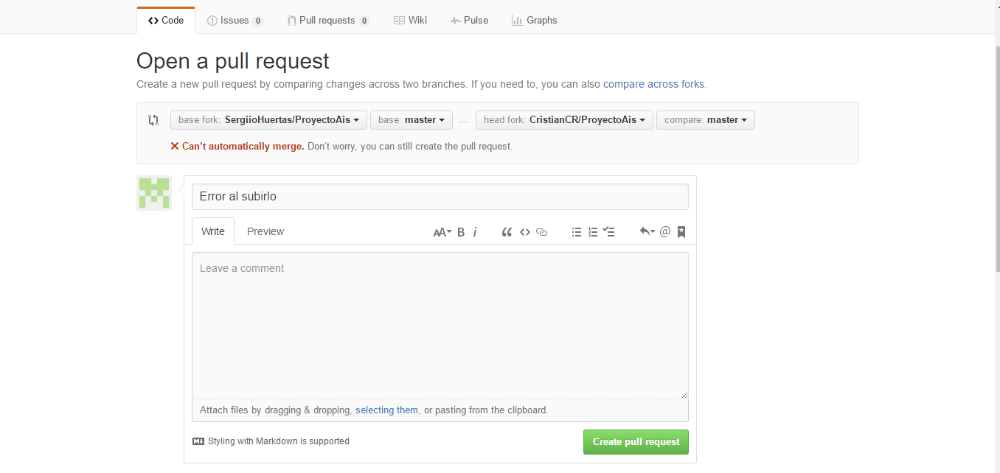 Code Issues 0 Pull requests 0 Wiki Pulse Graphs
Open a pull request
Create a new pull request by comparing changes across two branches. If you need to, you can also compare across forks.
base fork: SergiioHuertas/ProyectoAis base: master ... head fork: CristianCR/ProyectoAis compare: master
Can’t automatically merge. Don’t worry, you can still create the pull request.
Error al subirlo
Write Preview AA B i @
Leave a comment
Attach files by dragging & dropping, selecting them, or pasting from the clipboard.
Styling with Markdown is supported Create pull request